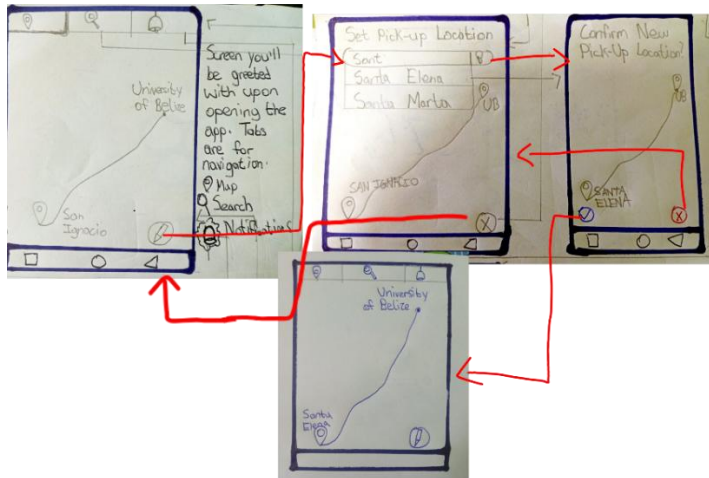 University
of Belize
San
Ignacio
Screen you'll
be greeted
with upon
opening the
app. Tabs
are for
navigation.
Map
Search
Notifications
Set Pick-up Location
Sant
Santa Elena
Santa Marta
UB
SAN IGNACIO
X
Confirm New
Pick-Up Location?
UB
SANTA
ELENA
X
University
of Belize
Santa
Elena